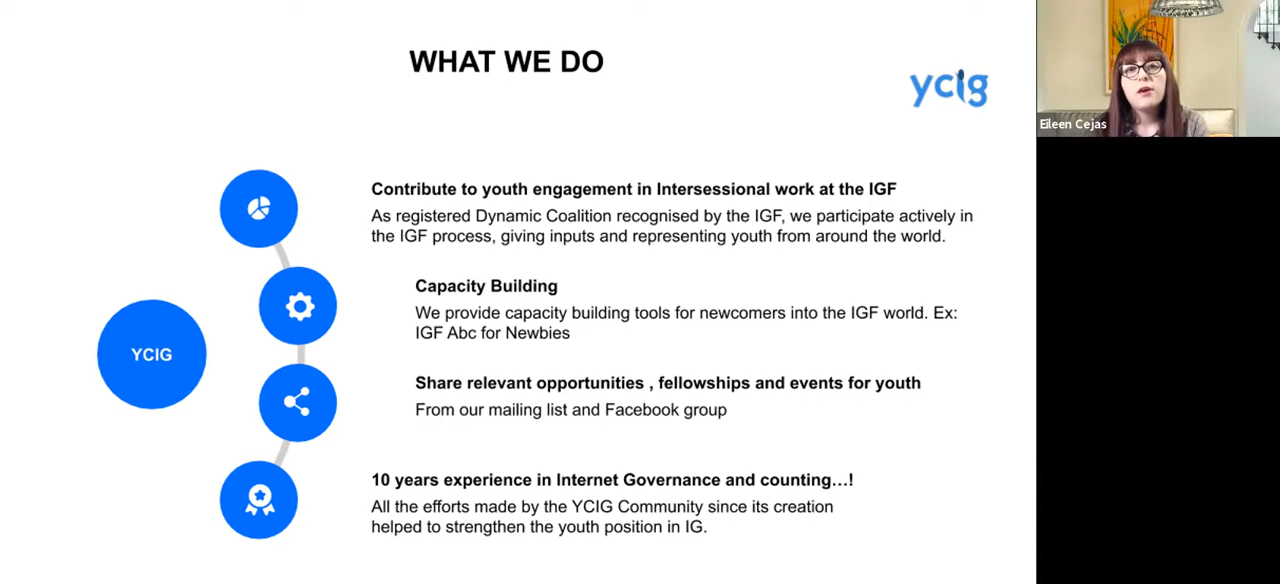 WHAT WE DO
ycig
Eileen Cejas
Contribute to youth engagement in Intersessional work at the IGF
As registered Dynamic Coalition recognised by the IGF, we participate actively in
the IGF process, giving inputs and representing youth from around the world.
Capacity Building
We provide capacity building tools for newcomers into the IGF world. Ex:
IGF Abc for Newbies
YCIG
Share relevant opportunities , fellowships and events for youth
From our mailing list and Facebook group
10 years experience in Internet Governance and counting...!
All the efforts made by the YCIG Community since its creation
helped to strengthen the youth position in IG.